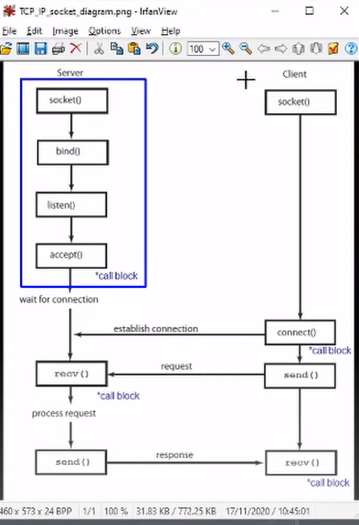 TCP_IP_socket_diagram.png - IrfanView
File Edit Image Options View Help
100
Server
Client
socket()
socket()
bind()
listen()
accept()
*call block
wait for connection
establish connection
connect()
*call block
recv()
request
send()
*call block
process request
send()
response
recv()
*call block
460 x 573 x 24 BPP 1/1 100 % 31.83 KB / 772.25 KB 17/11/2020 / 10:45:01